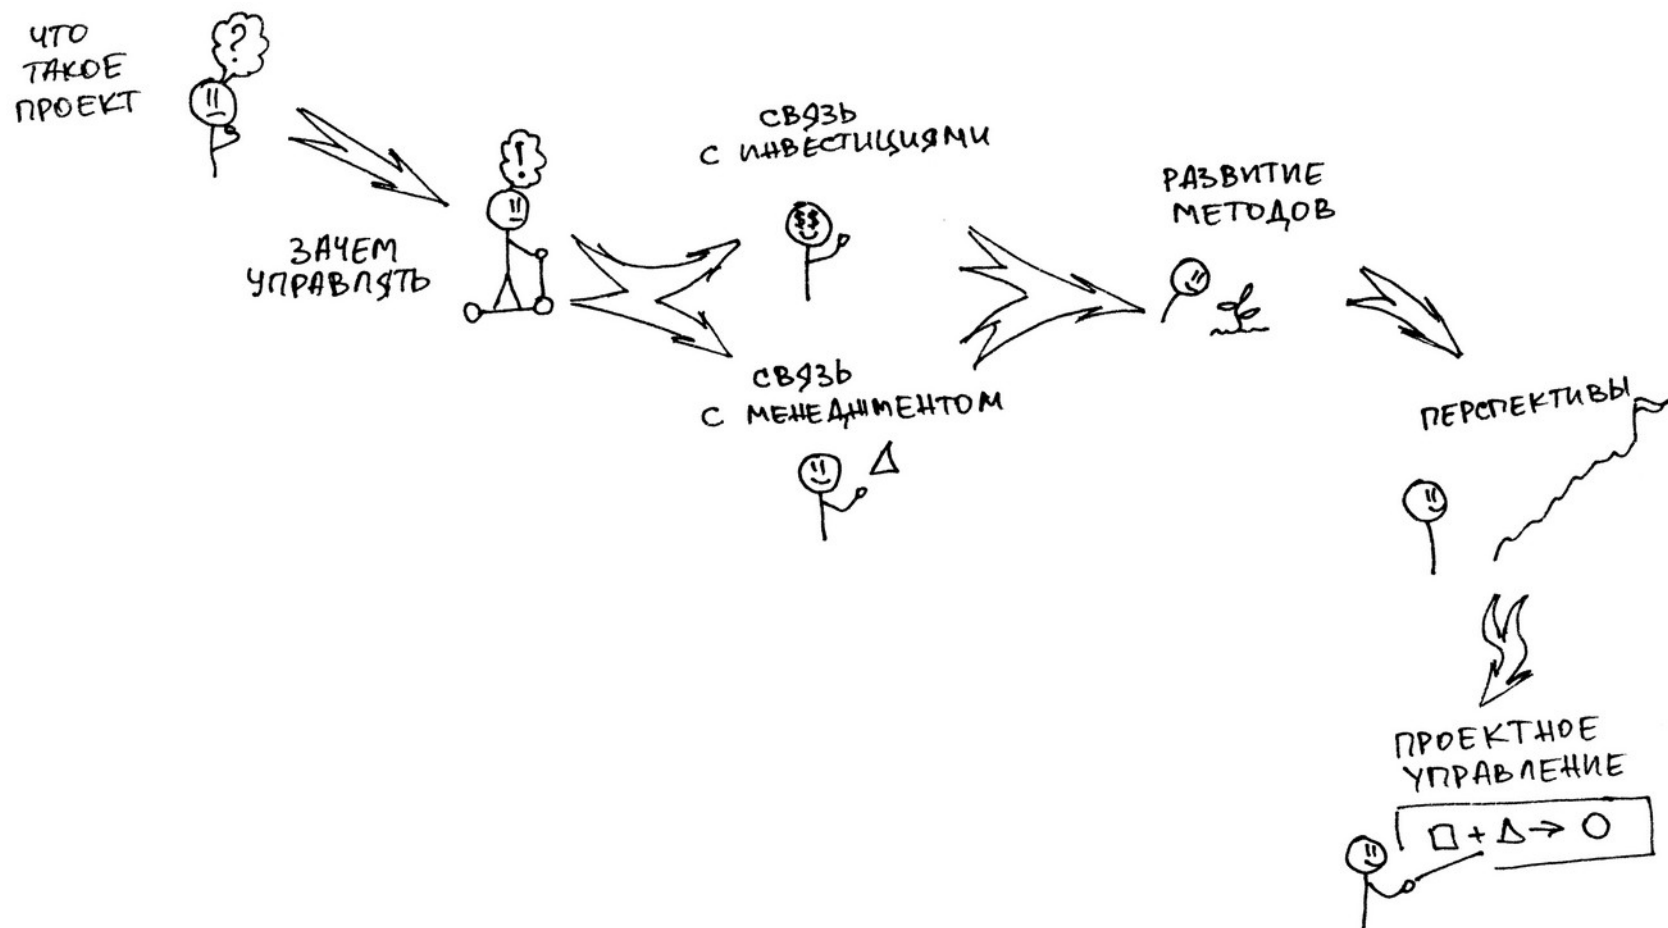 ЧТО
ТАКОЕ
ПРОЕКТ
?
!
ЗАЧЕМ
УПРАВЛЯТЬ
СВЯЗЬ
С ИНВЕСТИЦИЯМИ
$$
СВЯЗЬ
С МЕНЕДЖМЕНТОМ
РАЗВИТИЕ
МЕТОДОВ
ПЕРСПЕКТИВЫ
ПРОЕКТНОЕ
УПРАВЛЕНИЕ
□ + △ → ○